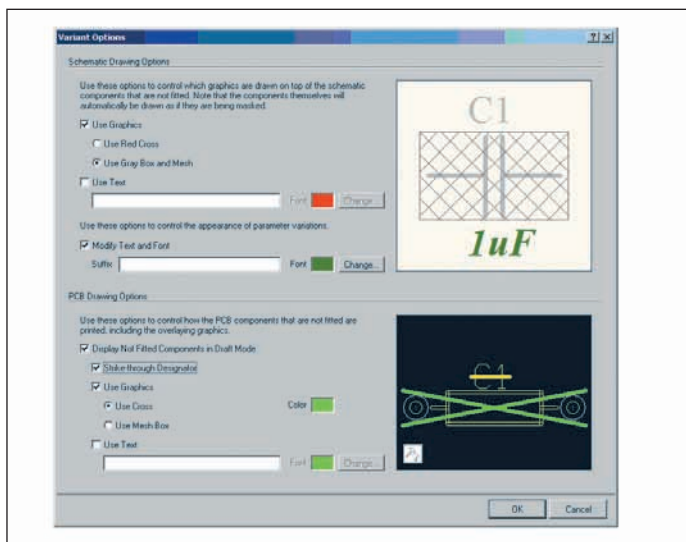 Variant Options
Schematic Drawing Options
Use these options to control which graphics are drawn on top of the schematic
components that are not fitted. Note that the components themselves will
automatically be drawn as if they are being masked.
Use Graphics
Use Red Cross
Use Gray Box and Mesh
Use Text
Font Change...
Use these options to control the appearance of parameter variations.
Modify Text and Font
Suffix Font Change...
C1
1uF
PCB Drawing Options
Use these options to control how the PCB components that are not fitted are
printed, including the overlaying graphics.
Display Not Fitted Components in Draft Mode
Strike through Designator
Use Graphics
Use Cross Color
Use Mesh Box
Use Text
Font Change...
C1
OK Cancel